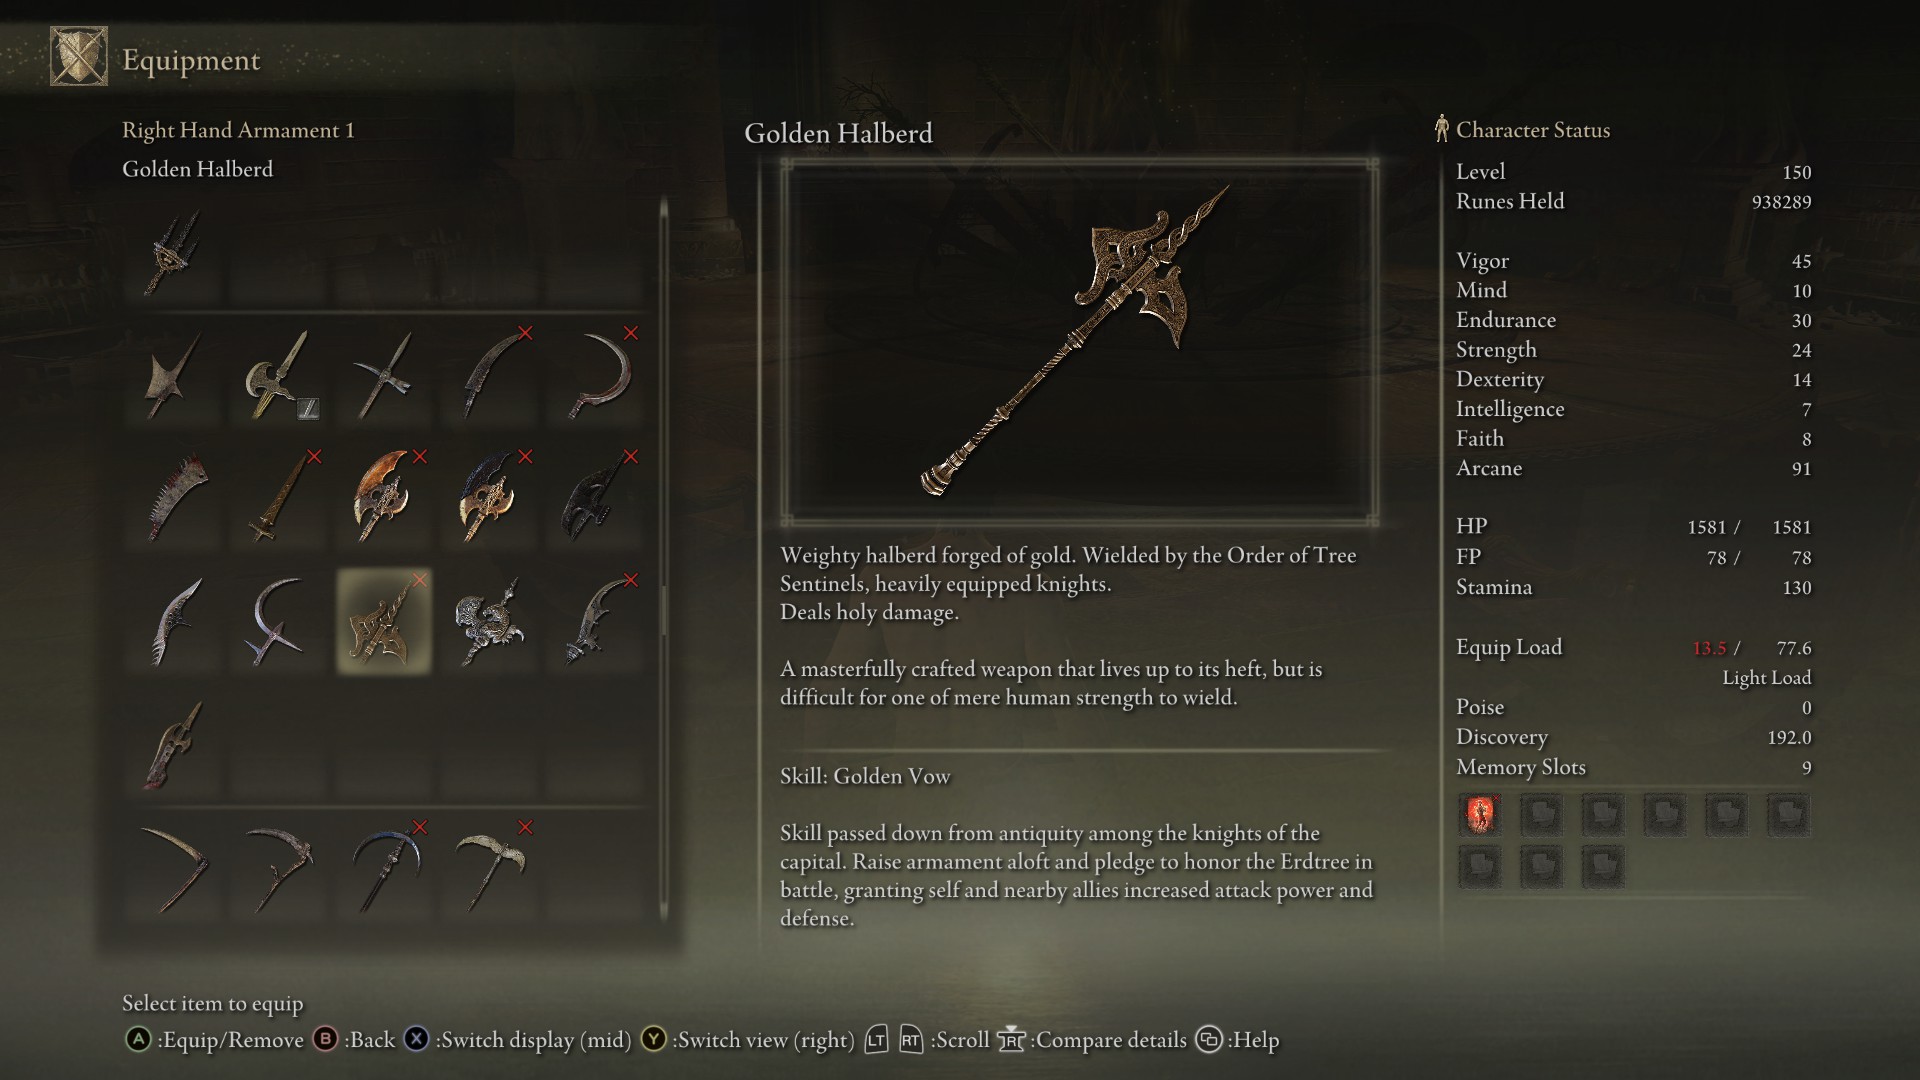 Equipment
Right Hand Armament 1
Golden Halberd
Golden Halberd
Weighty halberd forged of gold. Wielded by the Order of Tree
Sentinels, heavily equipped knights.
Deals holy damage.
A masterfully crafted weapon that lives up to its heft, but is
difficult for one of mere human strength to wield.
Skill: Golden Vow
Skill passed down from antiquity among the knights of the
capital. Raise armament aloft and pledge to honor the Erdtree in
battle, granting self and nearby allies increased attack power and
defense.
Character Status
Level 150
Runes Held 938289
Vigor 45
Mind 10
Endurance 30
Strength 24
Dexterity 14
Intelligence 7
Faith 8
Arcane 91
HP 1581 / 1581
FP 78 / 78
Stamina 130
Equip Load 13.5 / 77.6
Light Load
Poise 0
Discovery 192.0
Memory Slots 9
Select item to equip
A :Equip/Remove B :Back X :Switch display (mid) Y :Switch view (right) LT RT :Scroll R :Compare details :Help